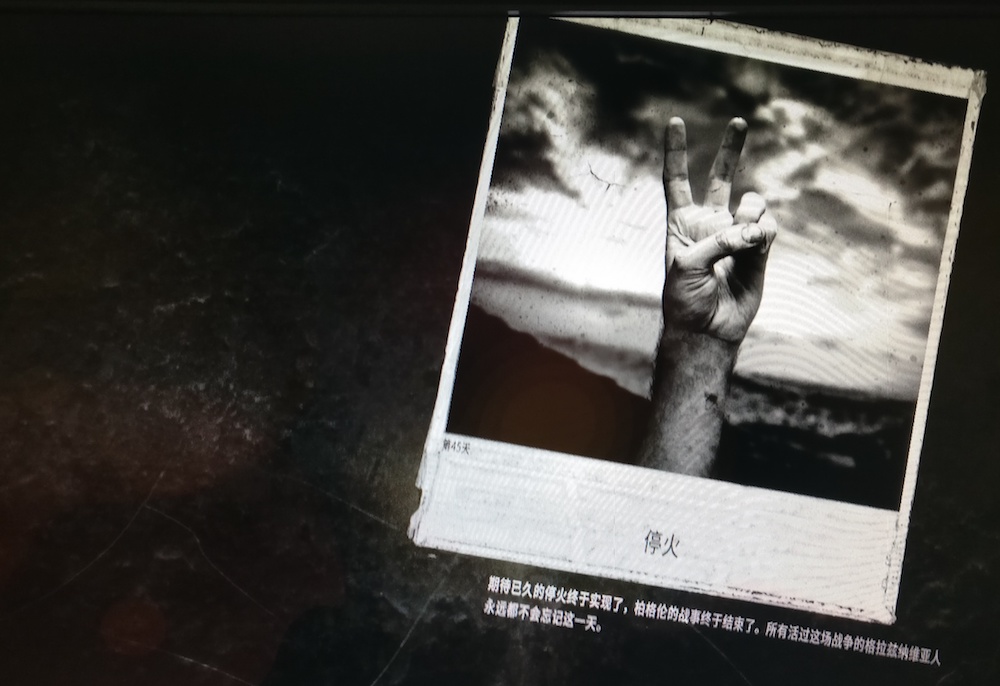 第45天
停火
期待已久的停火终于实现了，柏格伦的战事终于结束了。所有活过这场战争的格拉兹纳维亚人
永远都不会忘记这一天。